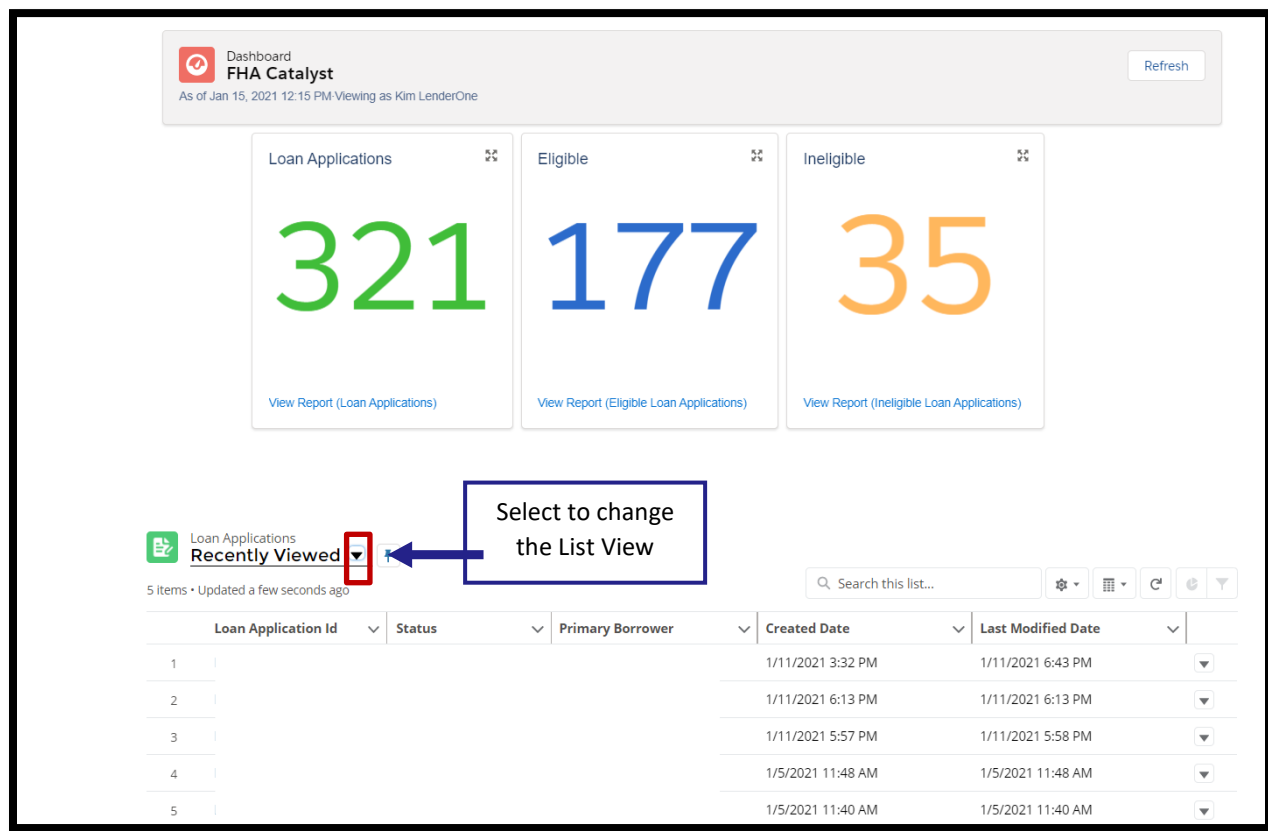 Dashboard
FHA Catalyst
Refresh
As of Jan 15, 2021 12:15 PM·Viewing as Kim LenderOne
Loan Applications
Eligible
Ineligible
321
177
35
View Report (Loan Applications)
View Report (Eligible Loan Applications)
View Report (Ineligible Loan Applications)
Select to change
the List View
Loan Applications
Recently Viewed
5 items • Updated a few seconds ago
Search this list...
Loan Application Id Status Primary Borrower Created Date Last Modified Date
1 1/11/2021 3:32 PM 1/11/2021 6:43 PM
2 1/11/2021 6:13 PM 1/11/2021 6:13 PM
3 1/11/2021 5:57 PM 1/11/2021 5:58 PM
4 1/5/2021 11:48 AM 1/5/2021 11:48 AM
5 1/5/2021 11:40 AM 1/5/2021 11:40 AM